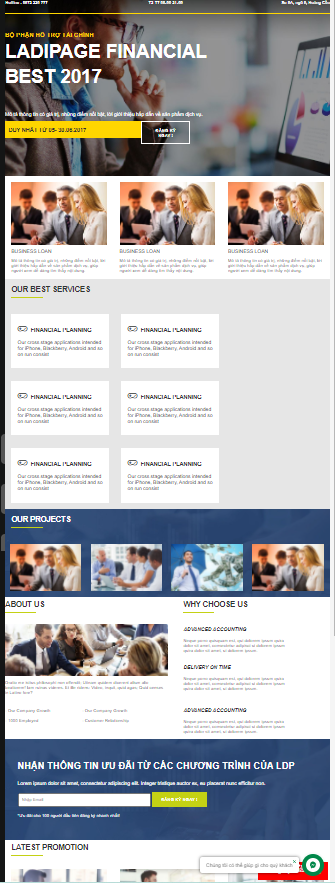 Hotline : 0973 220 777
T2-T7 08.00-21.00
BỘ PHẬN HỖ TRỢ TÀI CHÍNH
LADIPAGE FINANCIAL
BEST 2017
Mô tả thông tin có giá trị, những điểm nổi bật, lời giới thiệu hấp dẫn về sản phẩm dịch vụ.
DUY NHẤT TỪ 05- 30.06.2017
ĐĂNG KÝ
NGAY!
BUSINESS LOAN
BUSINESS LOAN
BUSINESS LOAN
Mô tả thông tin có giá trị, những điểm nổi bật, lời
giới thiệu hấp dẫn về sản phẩm dịch vụ, giúp
người xem dễ dàng tìm thấy nội dung
Mô tả thông tin có giá trị, những điểm nổi bật, lời
giới thiệu hấp dẫn về sản phẩm dịch vụ, giúp
người xem dễ dàng tìm thấy nội dung
Mô tả thông tin có giá trị, những điểm nổi bật, lời
giới thiệu hấp dẫn về sản phẩm dịch vụ, giúp
người xem dễ dàng tìm thấy nội dung
OUR BEST SERVICES
FINANCIAL PLANNING
Our cross stage applications intended
for iPhone, Blackberry, Android and so
on run consist
FINANCIAL PLANNING
Our cross stage applications intended
for iPhone, Blackberry, Android and so
on run consist
FINANCIAL PLANNING
Our cross stage applications intended
for iPhone, Blackberry, Android and so
on run consist
FINANCIAL PLANNING
Our cross stage applications intended
for iPhone, Blackberry, Android and so
on run consist
FINANCIAL PLANNING
Our cross stage applications intended
for iPhone, Blackberry, Android and so
on run consist
FINANCIAL PLANNING
Our cross stage applications intended
for iPhone, Blackberry, Android and so
on run consist
OUR PROJECTS
ABOUT US
WHY CHOOSE US
ADVANCED ACCOUNTING
DELIVERY ON TIME
ADVANCED ACCOUNTING
Our Company Growth
Our Company Growth
1000 Employed
Customer Relationship
NHẬN THÔNG TIN ƯU ĐÃI TỪ CÁC CHƯƠNG TRÌNH CỦA LDP
Lorem ipsum dolor sit amet, consectetur adipiscing elit. Integer tristique auctor ex, eu placerat nunc efficitur non.
Nhập Email
ĐĂNG KÝ NGAY !
*Ưu đãi cho 100 người đầu tiên đăng ký nhanh nhất!
LATEST PROMOTION
Chúng tôi có thể giúp gì cho quý khách